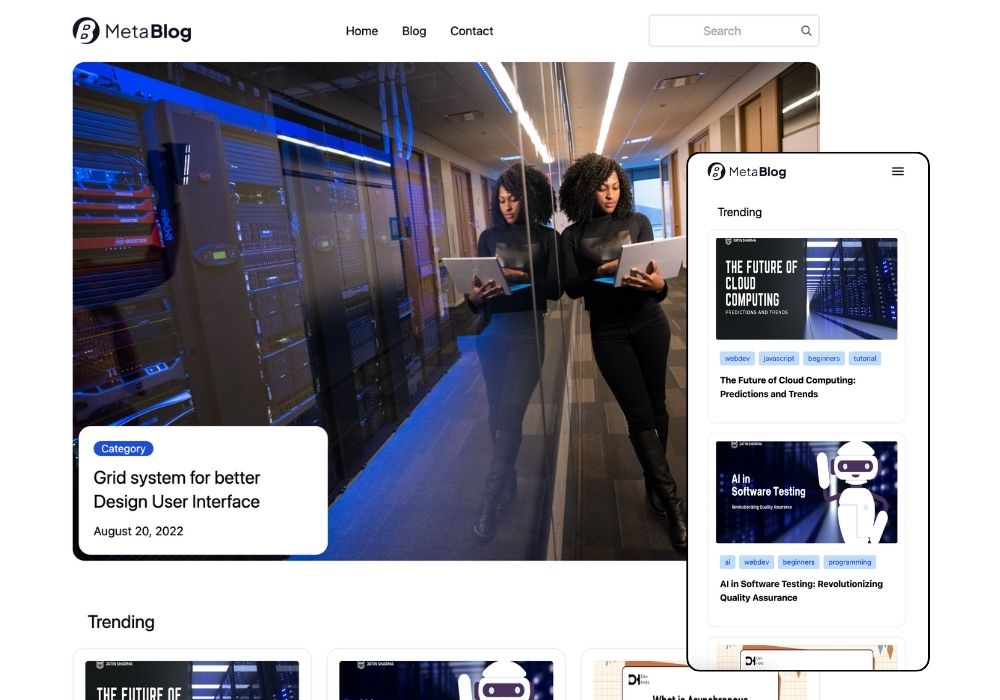 MetaBlog
Home Blog Contact
Search
Category
Grid system for better
Design User Interface
August 20, 2022
Trending
JATIN SHARMA
THE FUTURE OF
JATIN SHARMA
Dev
What is Asynchronous
MetaBlog
Trending
JATIN SHARMA
THE FUTURE OF
CLOUD
COMPUTING
PREDICTIONS AND TRENDS
webdev javascript beginners tutorial
The Future of Cloud Computing:
Predictions and Trends
JATIN SHARMA
AI in
Software Testing
Revolutionizing Quality Assurance
ai webdev beginners programming
AI in Software Testing: Revolutionizing
Quality Assurance